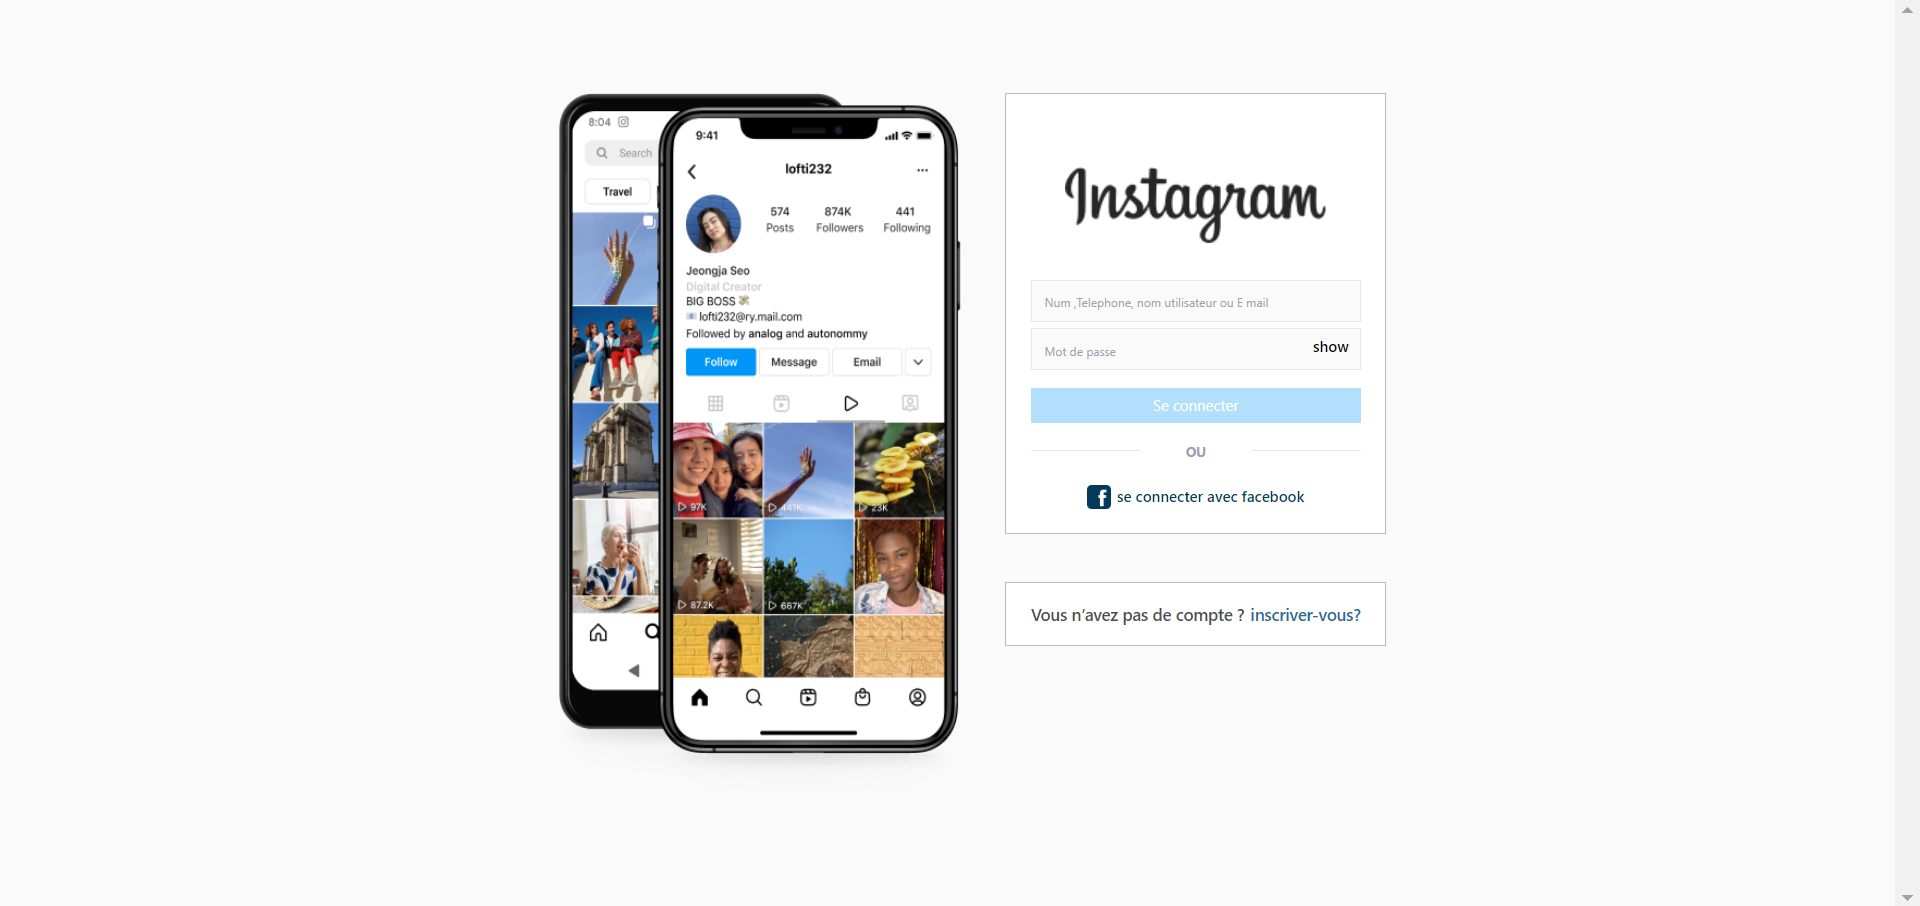 8:04
Search
Travel
9:41
lofti232
574
874K
441
Posts
Followers
Following
Jeongja Seo
Digital Creator
BIG BOSS
lofti232@ry.mail.com
Followed by analog and autonommy
Follow
Message
Email
97K
441K
23K
87.2K
667K
Instagram
Num ,Telephone, nom utilisateur ou E mail
Mot de passe
show
Se connecter
OU
se connecter avec facebook
Vous n’avez pas de compte ? inscriver-vous?